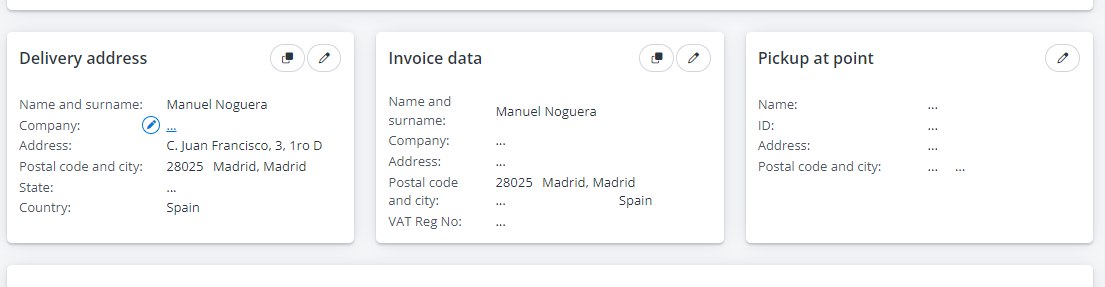 Delivery address
Name and surname: Manuel Noguera
Company: ...
Address: C. Juan Francisco, 3, 1ro D
Postal code and city: 28025 Madrid, Madrid
State: ...
Country: Spain
Invoice data
Name and
surname: Manuel Noguera
Company: ...
Address: ...
Postal code 28025 Madrid, Madrid
and city: ... Spain
VAT Reg No: ...
Pickup at point
Name: ...
ID: ...
Address: ...
Postal code and city: ... ...